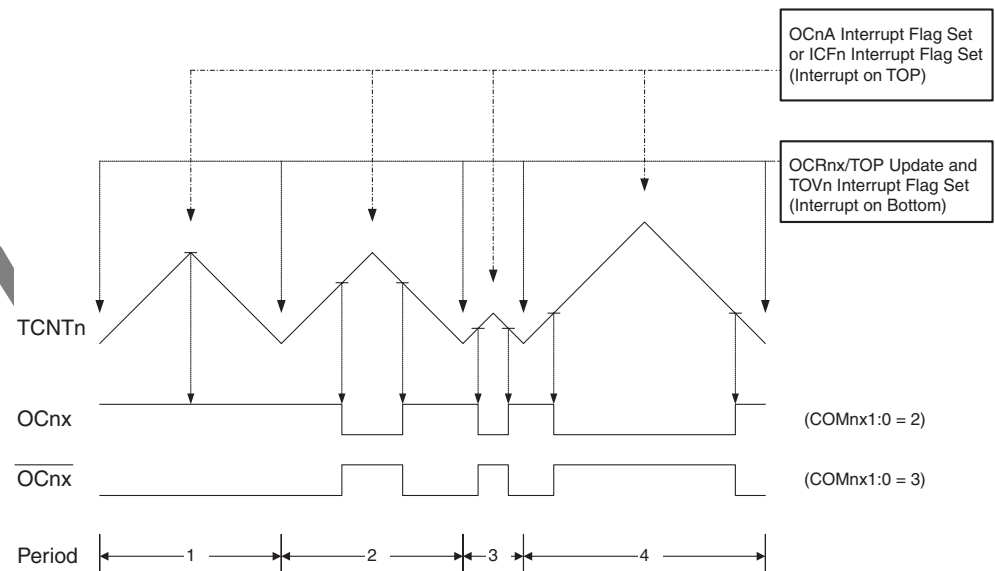 OCnA Interrupt Flag Set
or ICFn Interrupt Flag Set
(Interrupt on TOP)
OCRnx/TOP Update and
TOVn Interrupt Flag Set
(Interrupt on Bottom)
TCNTn
OCnx
(COMnx1:0 = 2)
OCnx
(COMnx1:0 = 3)
Period
1
2
3
4